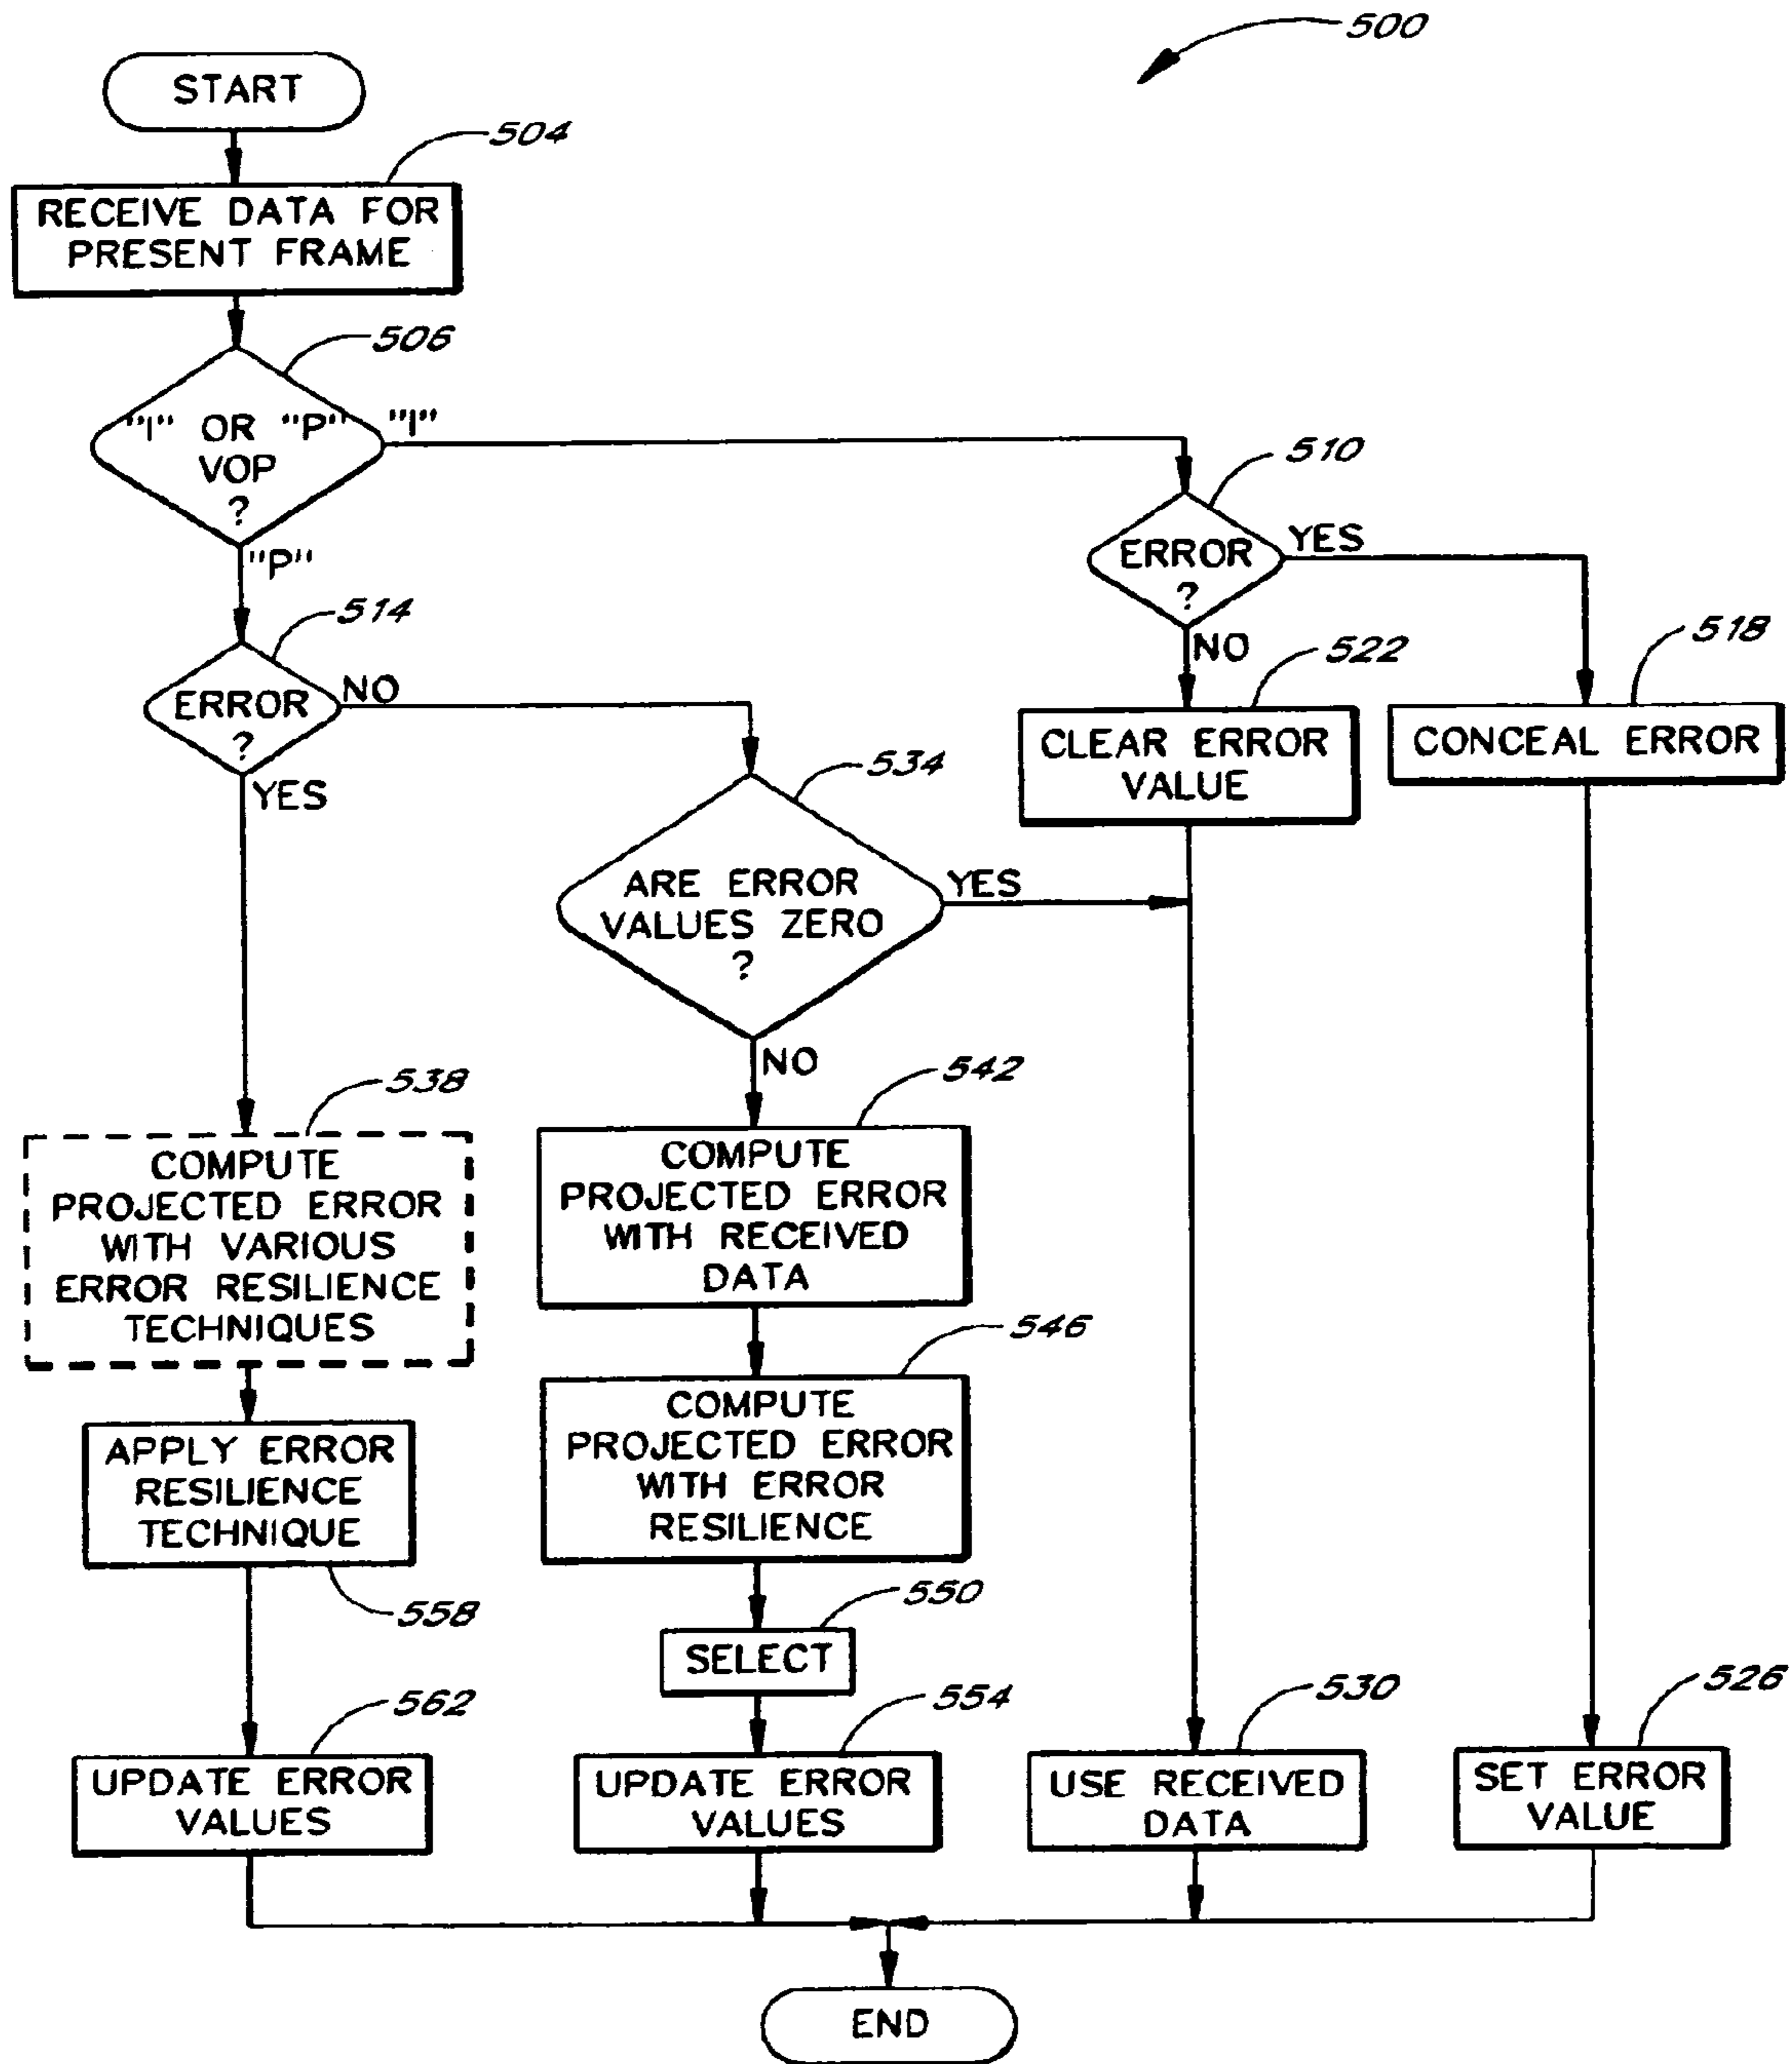 500
START
504
RECEIVE DATA FOR
PRESENT FRAME
506
"I" OR "P"
VOP
?
"I"
"P"
510
ERROR
?
YES
NO
514
ERROR
?
NO
YES
518
CONCEAL ERROR
522
CLEAR ERROR
VALUE
534
ARE ERROR
VALUES ZERO
?
YES
NO
538
COMPUTE
PROJECTED ERROR
WITH VARIOUS
ERROR RESILIENCE
TECHNIQUES
542
COMPUTE
PROJECTED ERROR
WITH RECEIVED
DATA
546
COMPUTE
PROJECTED ERROR
WITH ERROR
RESILIENCE
APPLY ERROR
RESILIENCE
TECHNIQUE
558
550
SELECT
562
UPDATE ERROR
VALUES
554
UPDATE ERROR
VALUES
530
USE RECEIVED
DATA
526
SET ERROR
VALUE
END